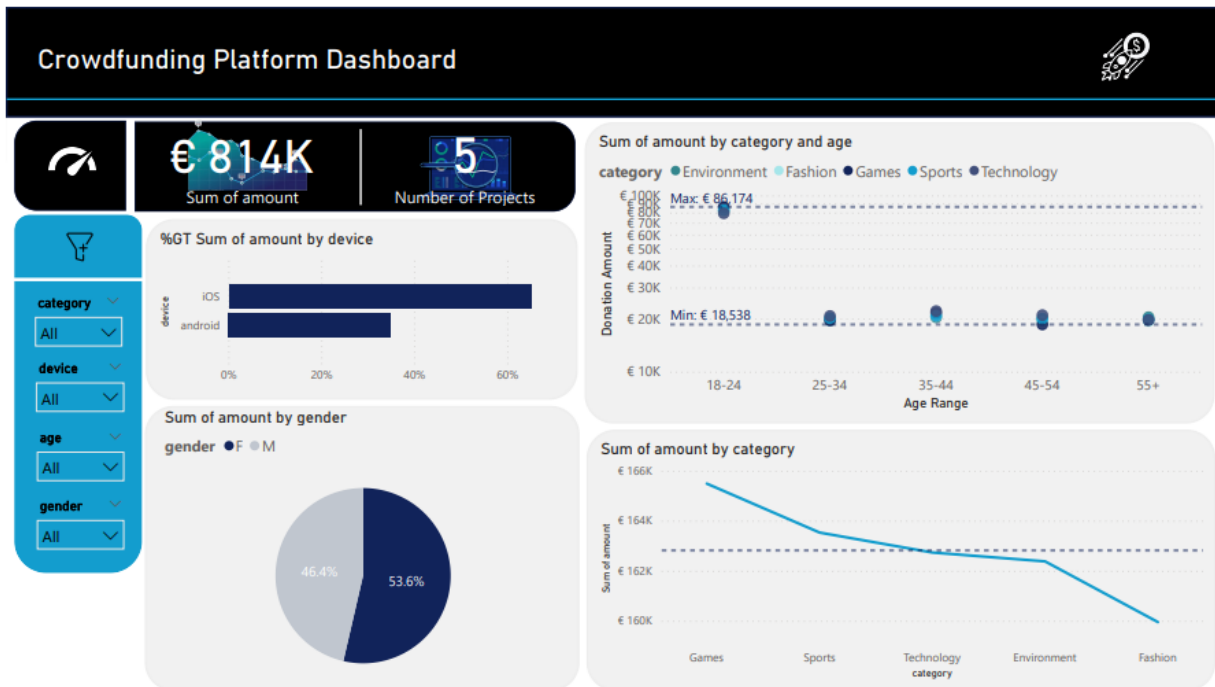 Crowdfunding Platform Dashboard
€ 814K
Sum of amount
5
Number of Projects
category
All
device
All
age
All
gender
All
%GT Sum of amount by device
device
iOS
android
0%
20%
40%
60%
Sum of amount by gender
gender F M
46.4%
53.6%
Sum of amount by category and age
category Environment Fashion Games Sports Technology
Donation Amount
€ 100K
€ 90K
€ 80K
€ 70K
€ 60K
€ 50K
€ 40K
€ 30K
€ 20K
€ 10K
Max: € 86,174
Min: € 18,538
18-24
25-34
35-44
45-54
55+
Age Range
Sum of amount by category
Sum of amount
€ 166K
€ 164K
€ 162K
€ 160K
Games
Sports
Technology
Environment
Fashion
category